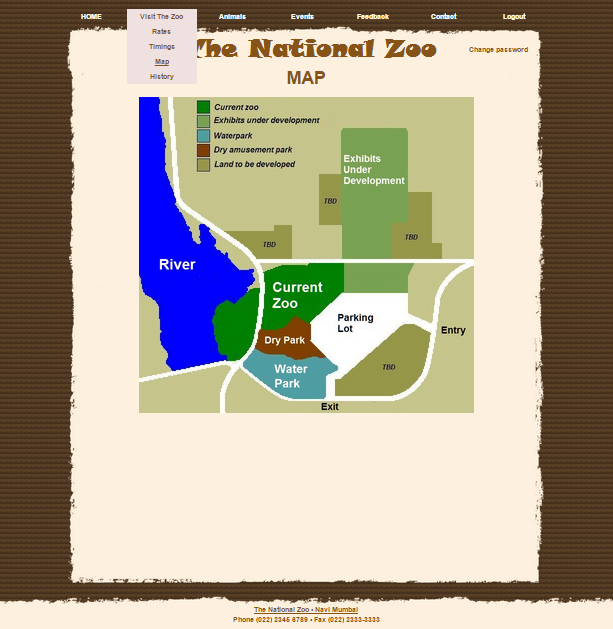 HOME Visit The Zoo Animals Events Feedback Contact Logout
Rates
Timings
Map
History
The National Zoo
Change password
MAP
Current zoo
Exhibits under development
Waterpark
Dry amusement park
Land to be developed
Exhibits
Under
Development
TBD
TBD
TBD
River
Current
Zoo
Parking
Lot
Entry
Dry Park
Water
Park
TBD
Exit
The National Zoo • Navi Mumbai
Phone (022) 2345 6789 • Fax (022) 2333-3333